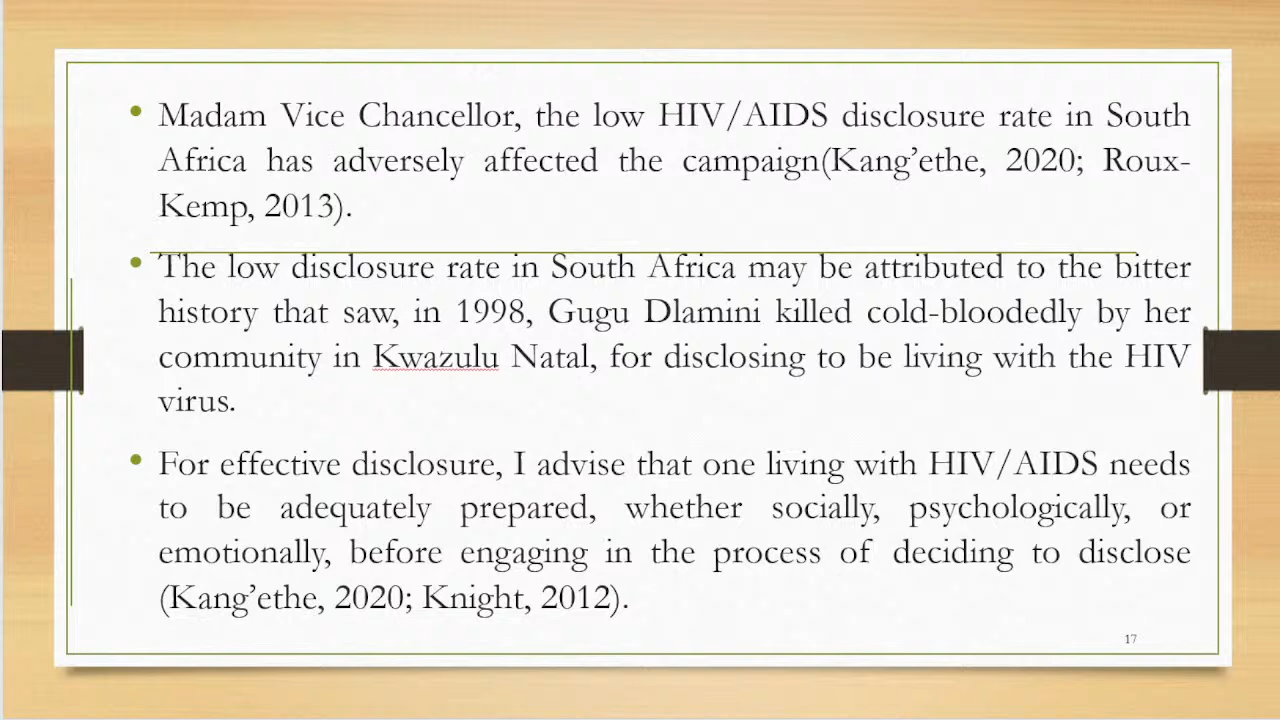 • Madam Vice Chancellor, the low HIV/AIDS disclosure rate in South
Africa has adversely affected the campaign(Kang’ethe, 2020; Roux-
Kemp, 2013).
• The low disclosure rate in South Africa may be attributed to the bitter
history that saw, in 1998, Gugu Dlamini killed cold-bloodedly by her
community in Kwazulu Natal, for disclosing to be living with the HIV
virus.
• For effective disclosure, I advise that one living with HIV/AIDS needs
to be adequately prepared, whether socially, psychologically, or
emotionally, before engaging in the process of deciding to disclose
(Kang’ethe, 2020; Knight, 2012).
17